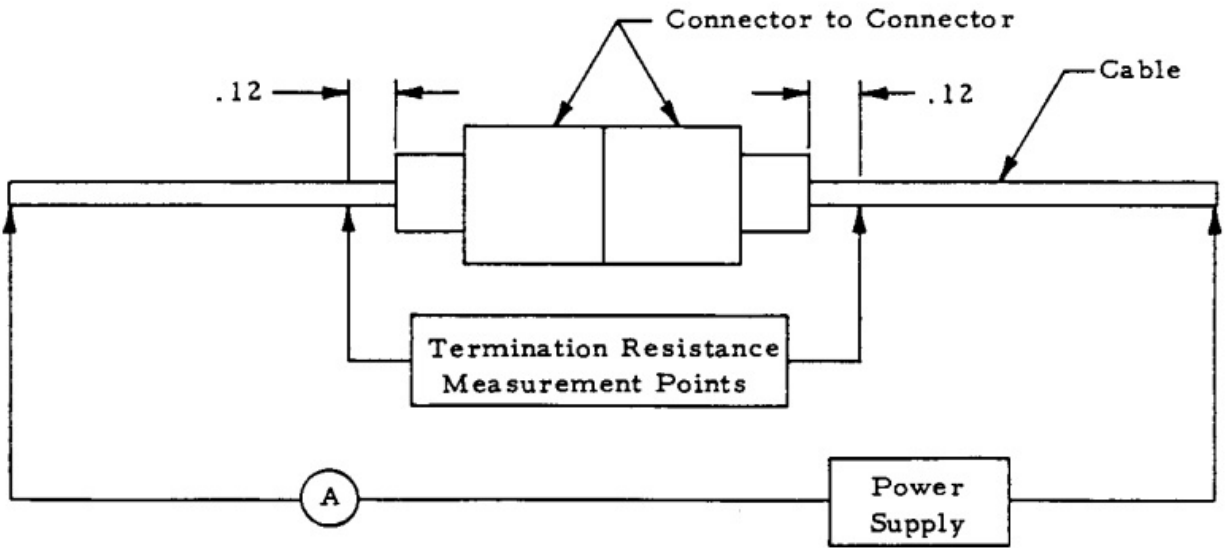 Connector to Connector
.12
.12
Cable
Termination Resistance
Measurement Points
A
Power
Supply